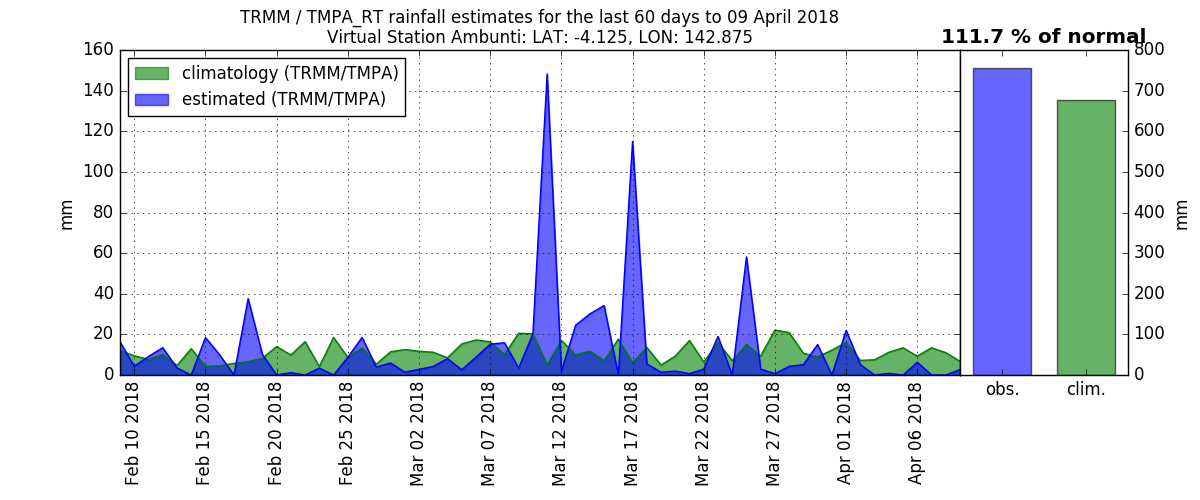 TRMM / TMPA_RT rainfall estimates for the last 60 days to 09 April 2018
Virtual Station Ambunti: LAT: -4.125, LON: 142.875
111.7 % of normal
climatology (TRMM/TMPA)
estimated (TRMM/TMPA)
160
140
120
100
80
60
40
20
0
mm
Feb 10 2018
Feb 15 2018
Feb 20 2018
Feb 25 2018
Mar 02 2018
Mar 07 2018
Mar 12 2018
Mar 17 2018
Mar 22 2018
Mar 27 2018
Apr 01 2018
Apr 06 2018
800
700
600
500
400
300
200
100
0
mm
obs.
clim.